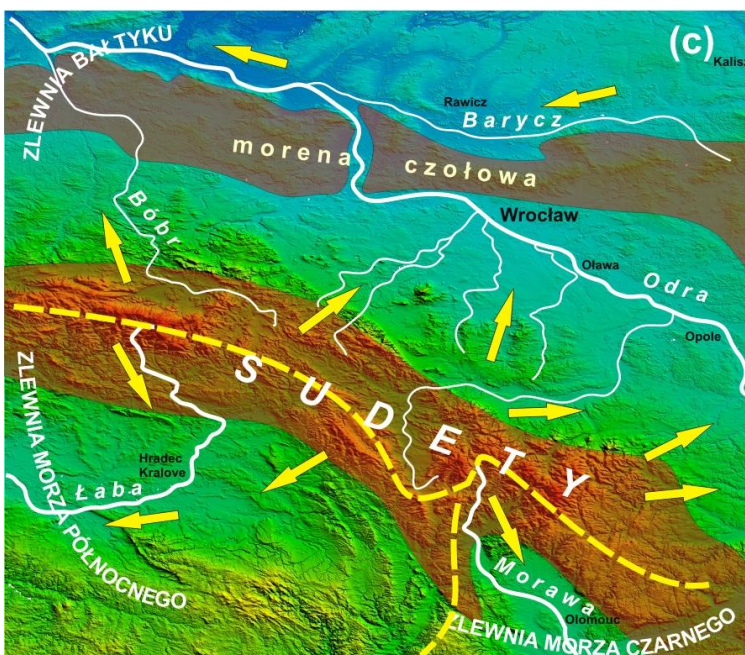 (c)
ZLEWNIA BAŁTYKU
Kalisz
Rawicz
Barycz
morena czołowa
Bóbr
Wrocław
Oława
Odra
Opole
SUDETY
ZLEWNIA MORZA PÓŁNOCNEGO
Hradec
Kralove
Łaba
Morawa
Olomouc
ZLEWNIA MORZA CZARNEGO